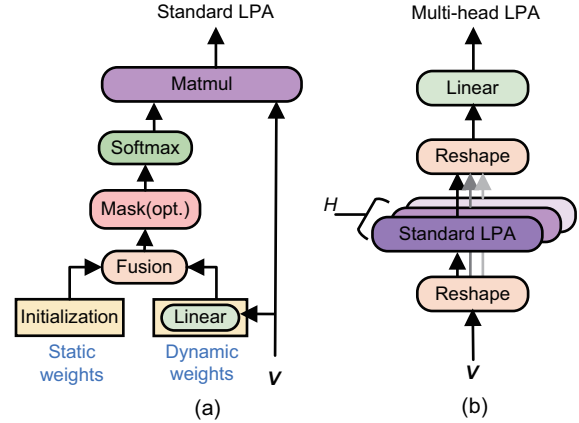 Standard LPA
Matmul
Softmax
Mask(opt.)
Fusion
Initialization
Linear
Static
weights
Dynamic
weights
V
(a)
Multi-head LPA
Linear
Reshape
H
Standard LPA
Reshape
V
(b)